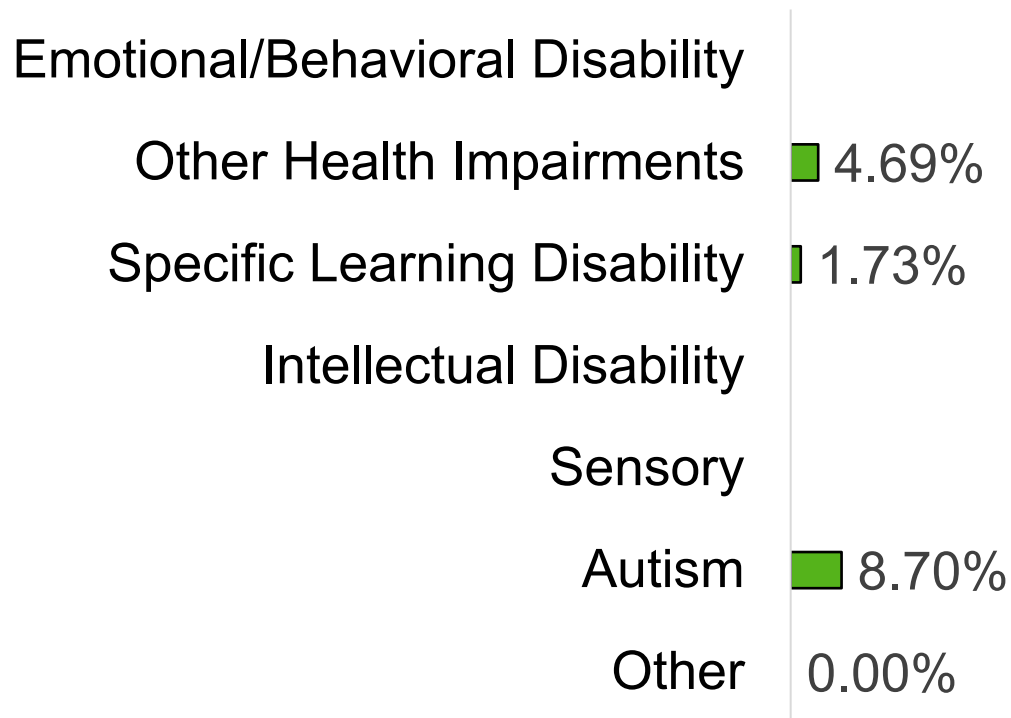 Emotional/Behavioral Disability
Other Health Impairments 4.69%
Specific Learning Disability 1.73%
Intellectual Disability
Sensory
Autism 8.70%
Other 0.00%